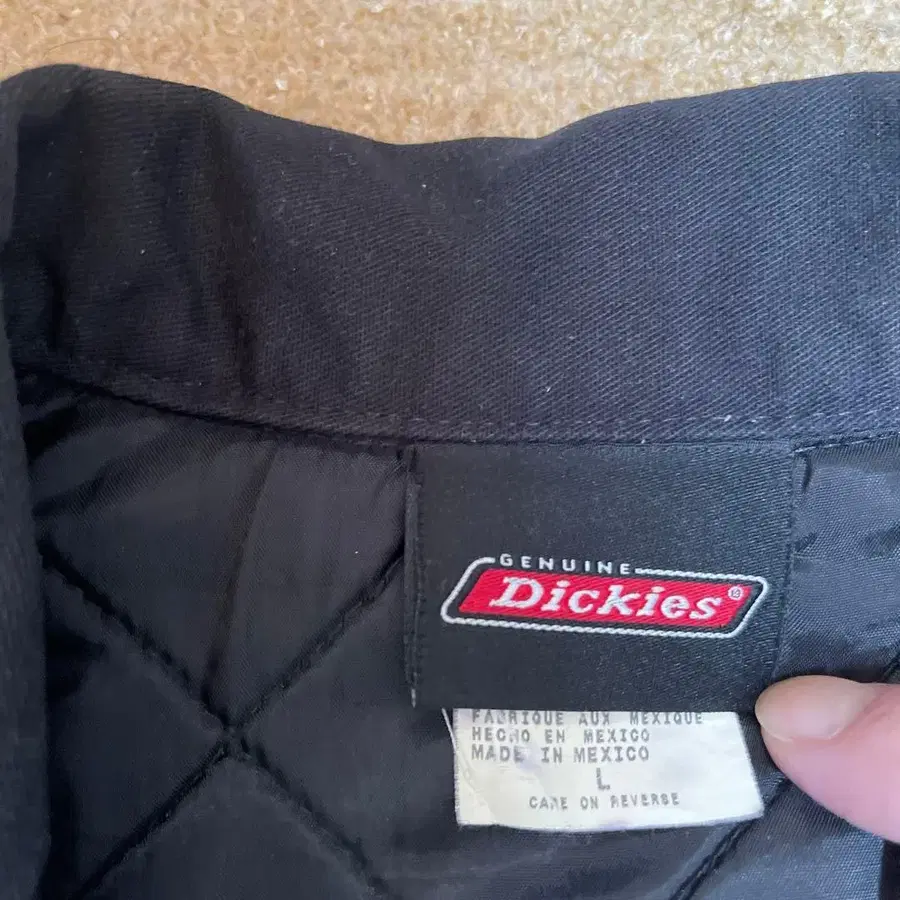 GENUINE
Dickies®
FABRIQUE AUX MEXIQUE
HECHO EN MEXICO
MADE IN MEXICO
L
CARE ON REVERSE